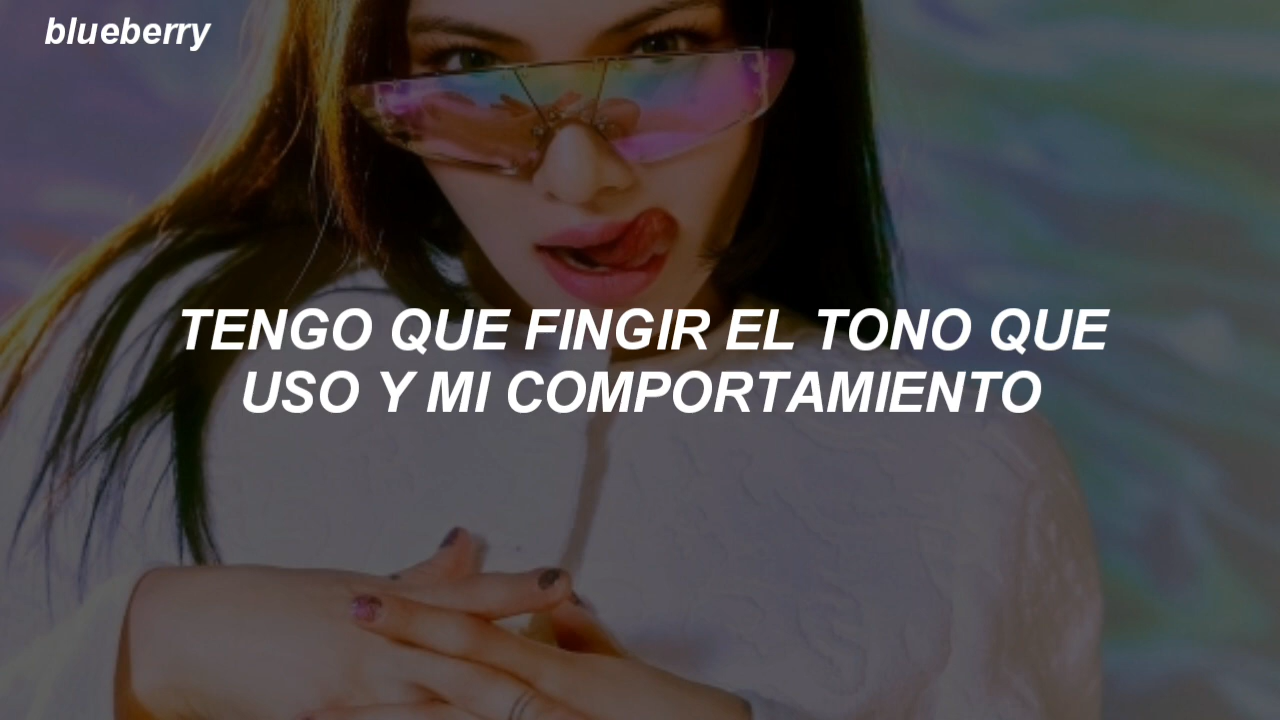 blueberry
TENGO QUE FINGIR EL TONO QUE
USO Y MI COMPORTAMIENTO